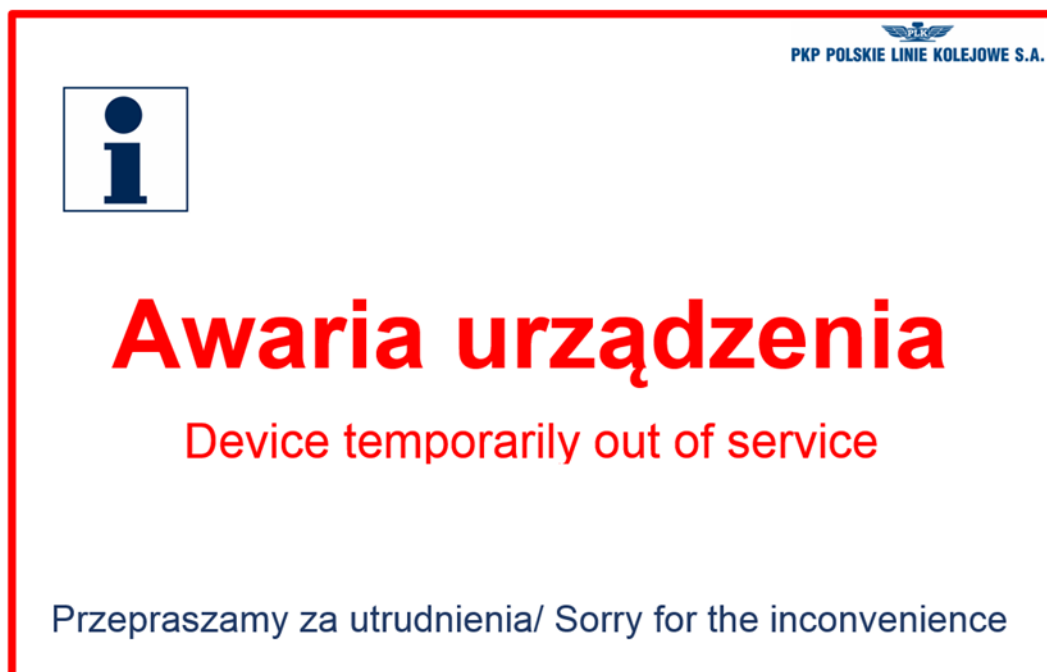 PLK
PKP POLSKIE LINIE KOLEJOWE S.A.
i
Awaria urządzenia
Device temporarily out of service
Przepraszamy za utrudnienia/ Sorry for the inconvenience